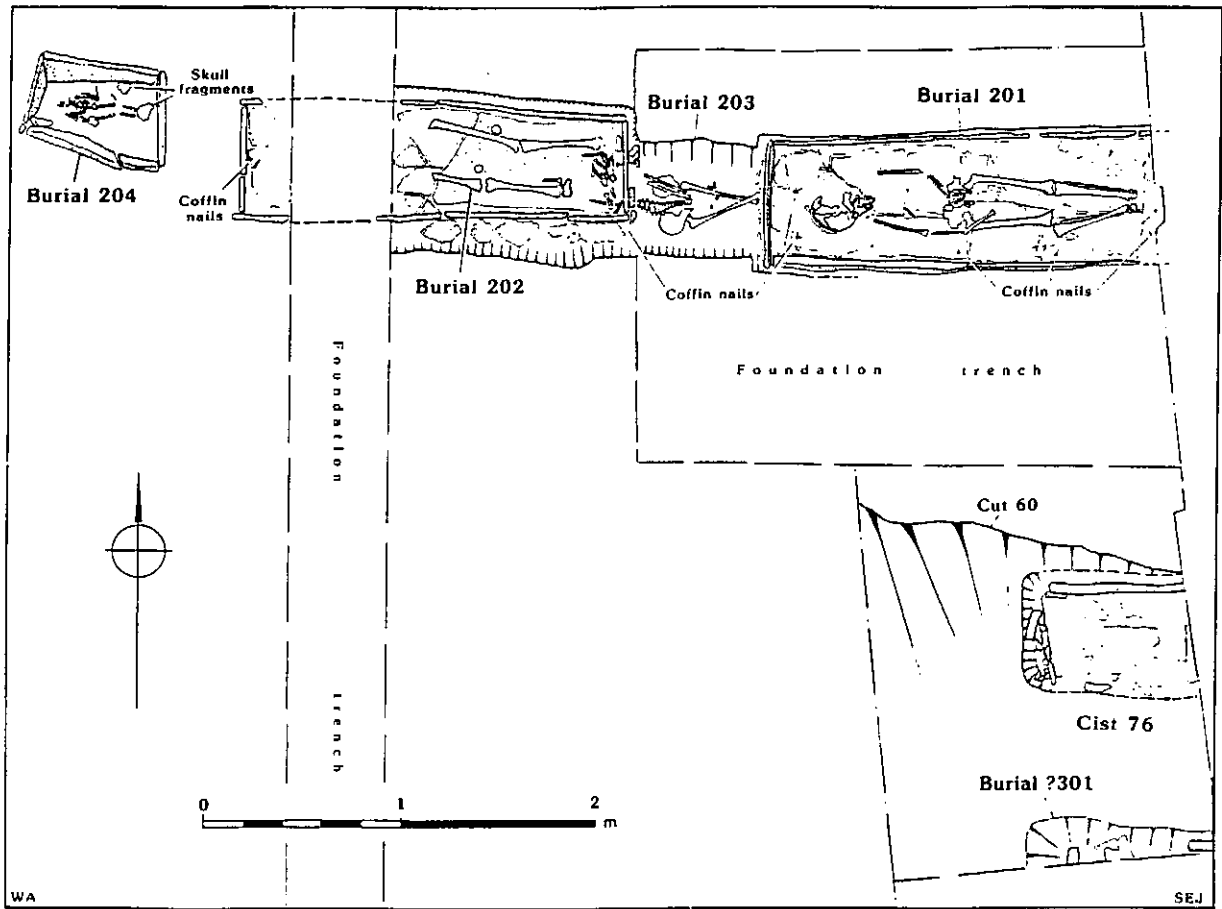 Skull
fragments
Burial 204
Coffin
nails
Burial 203
Burial 201
Burial 202
Coffin nails
Coffin nails
Foundation trench
Foundation trench
Cut 60
Cist 76
Burial ?301
0 1 2
m
WA
SEJ